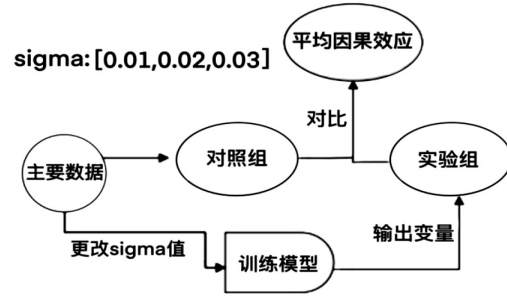 平均因果效应
sigma:[0.01,0.02,0.03]
对比
主要数据
对照组
实验组
更改sigma值
训练模型
输出变量